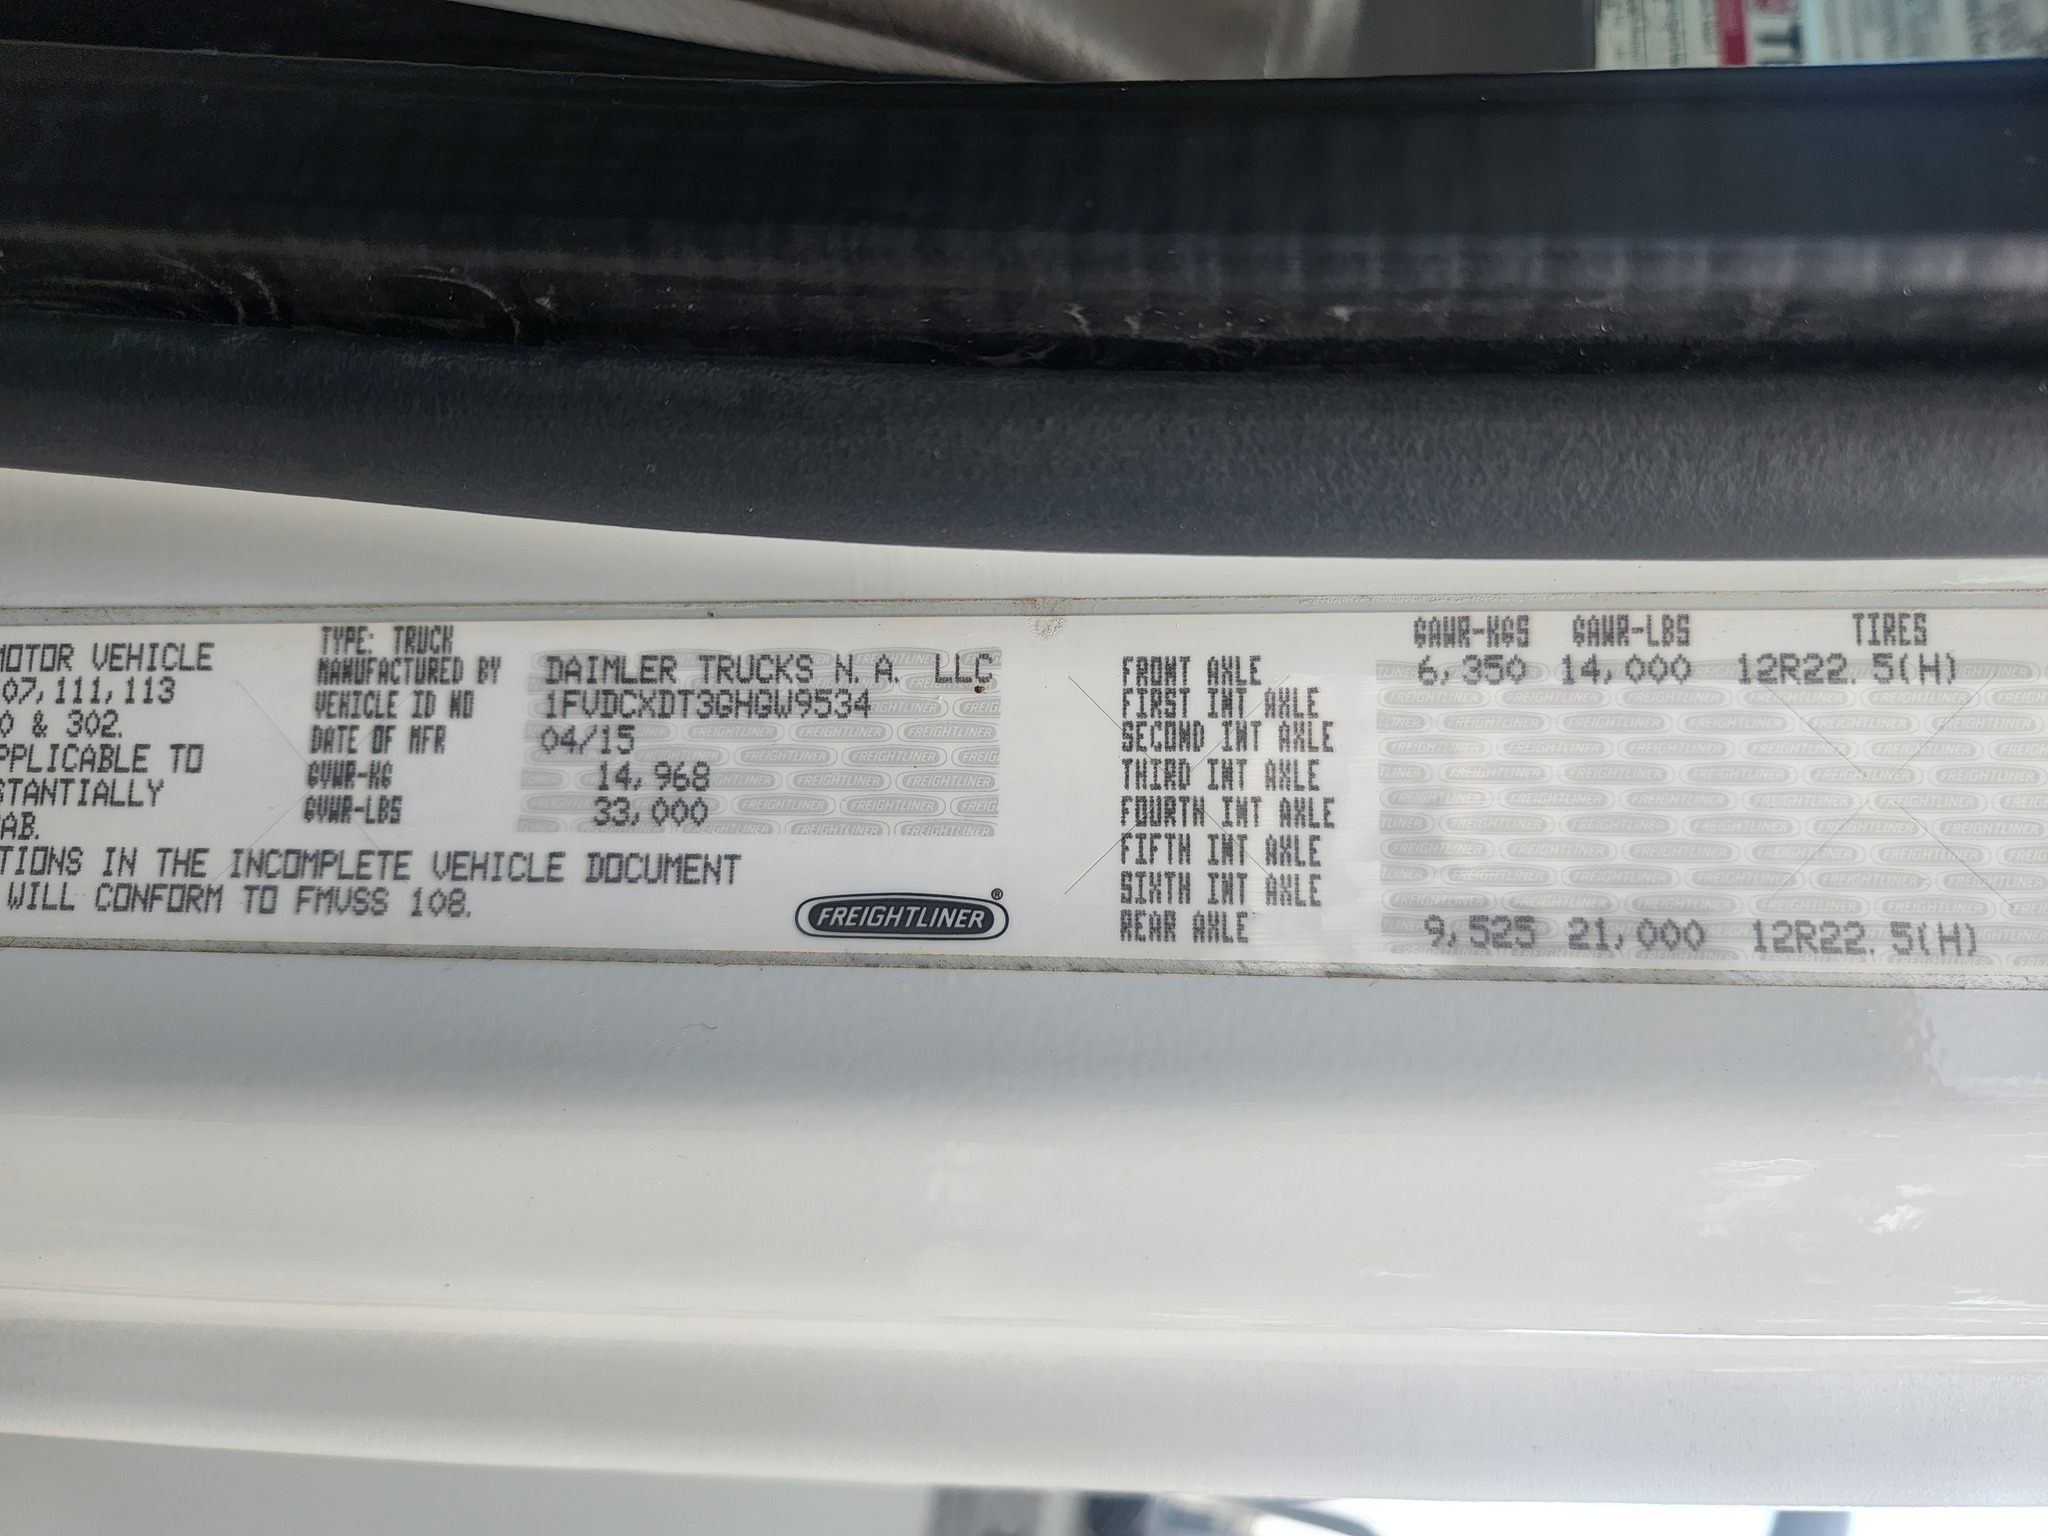 MOTOR VEHICLE
07,111,113
0 & 302.
APPLICABLE TO
STANTIALLY
CAB.
TIONS IN THE INCOMPLETE VEHICLE DOCUMENT
WILL CONFORM TO FMVSS 108.
TYPE: TRUCK
MANUFACTURED BY DAIMLER TRUCKS N.A. LLC
VEHICLE ID NO 1FVDCXDT3GHGW9534
DATE OF MFR 04/15
GVWR-KG 14,968
GVWR-LBS 33,000
FREIGHTLINER®
GAWR-KGS GAWR-LBS TIRES
FRONT AXLE 6,350 14,000 12R22.5(H)
FIRST INT AXLE
SECOND INT AXLE
THIRD INT AXLE
FOURTH INT AXLE
FIFTH INT AXLE
SIXTH INT AXLE
REAR AXLE 9,525 21,000 12R22.5(H)